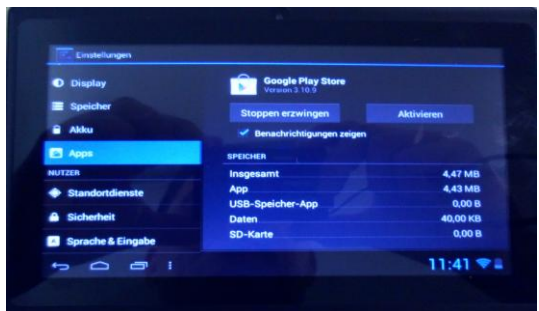 Einstellungen
Display
Speicher
Akku
Apps
NUTZER
Standortdienste
Sicherheit
Sprache & Eingabe
Google Play Store
Version 3.10.9
Stoppen erzwingen
Aktivieren
Benachrichtigungen zeigen
SPEICHER
Insgesamt 4,47 MB
App 4,43 MB
USB-Speicher-App 0,00 B
Daten 40,00 KB
SD-Karte 0,00 B
11:41